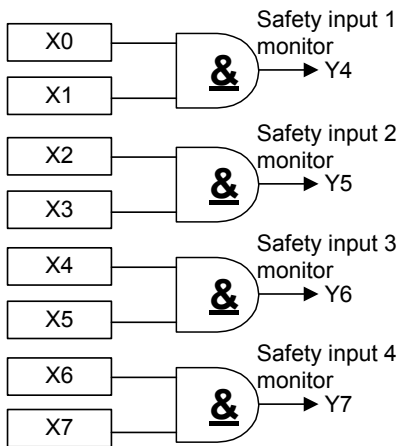 Safety input 1
monitor
X0
&
Y4
X1
Safety input 2
monitor
X2
&
Y5
X3
Safety input 3
monitor
X4
&
Y6
X5
Safety input 4
monitor
X6
&
Y7
X7